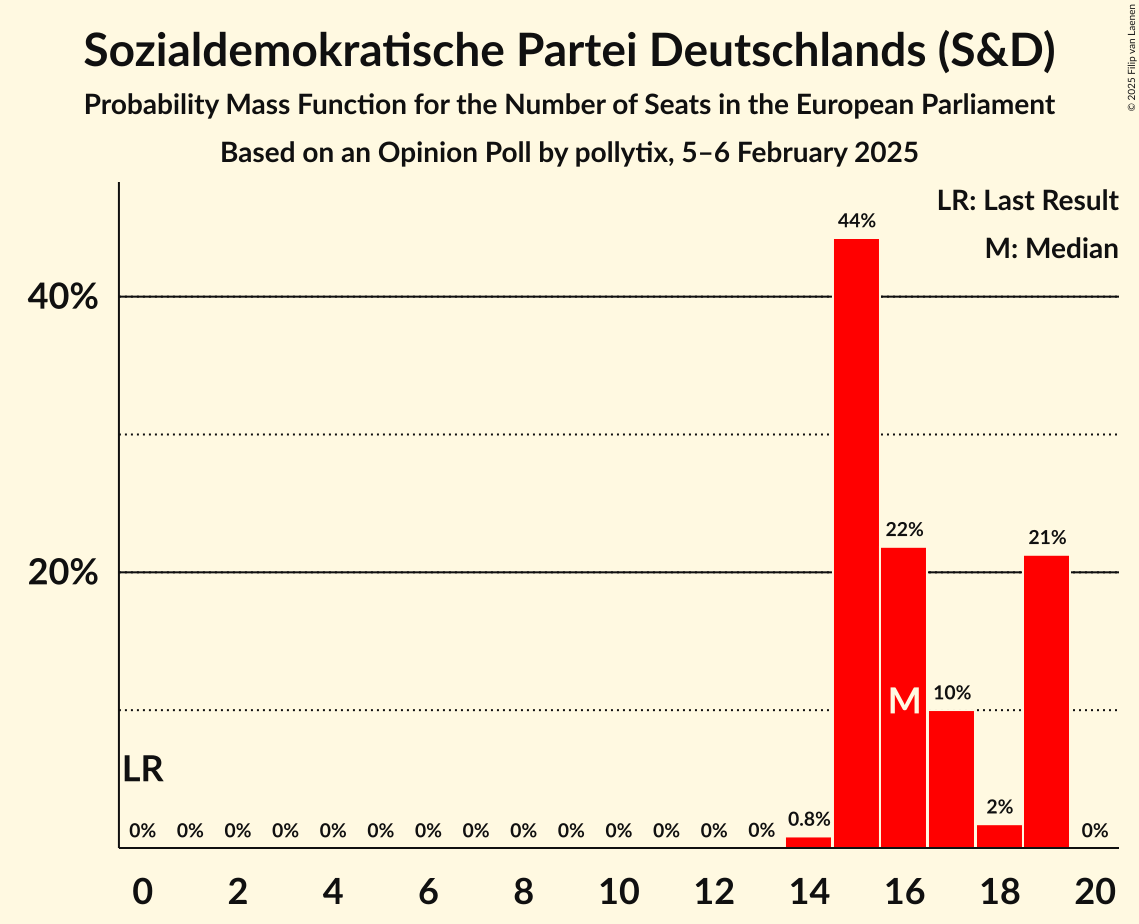 Sozialdemokratische Partei Deutschlands (S&D)
Probability Mass Function for the Number of Seats in the European Parliament
Based on an Opinion Poll by pollytix, 5–6 February 2025
© 2025 Filip van Laenen
LR: Last Result
M: Median
44%
40%
22%
21%
20%
10%
M
LR
2%
0.8%
0% 0% 0% 0% 0% 0% 0% 0% 0% 0% 0% 0% 0% 0% 0%
0 2 4 6 8 10 12 14 16 18 20